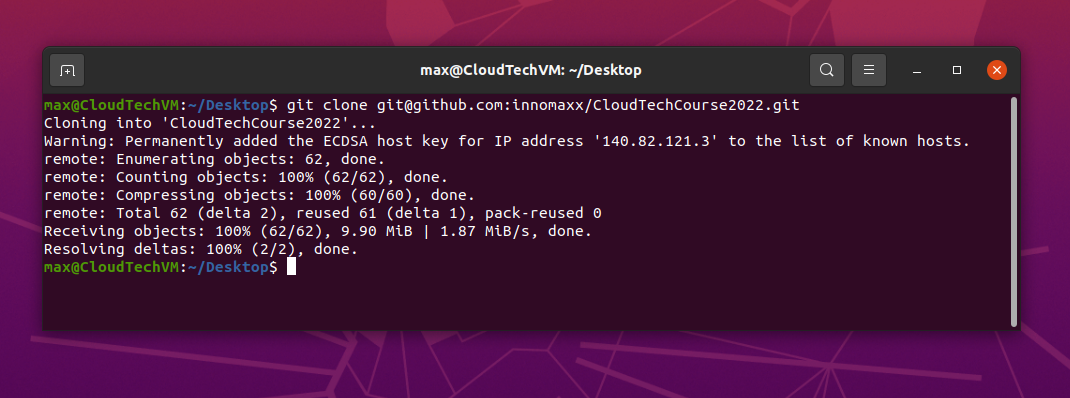 max@CloudTechVM: ~/Desktop
max@CloudTechVM:~/Desktop$ git clone git@github.com:innomaxx/CloudTechCourse2022.git
Cloning into 'CloudTechCourse2022'...
Warning: Permanently added the ECDSA host key for IP address '140.82.121.3' to the list of known hosts.
remote: Enumerating objects: 62, done.
remote: Counting objects: 100% (62/62), done.
remote: Compressing objects: 100% (60/60), done.
remote: Total 62 (delta 2), reused 61 (delta 1), pack-reused 0
Receiving objects: 100% (62/62), 9.90 MiB | 1.87 MiB/s, done.
Resolving deltas: 100% (2/2), done.
max@CloudTechVM:~/Desktop$